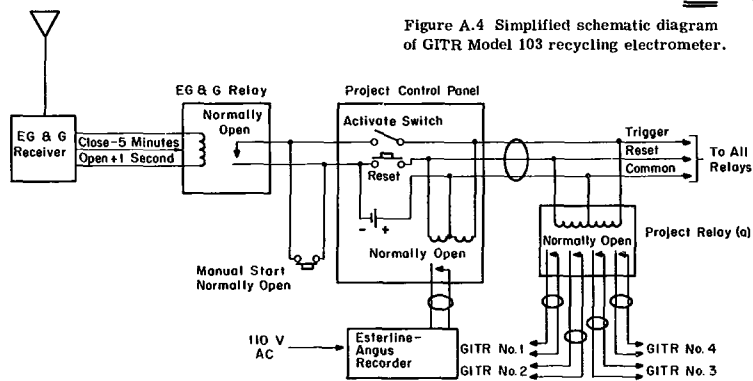 Figure A.4 Simplified schematic diagram
of GITR Model 103 recycling electrometer.
EG & G Relay
Project Control Panel
Normally
Open
Activate Switch
EG & G
Receiver
Close-5 Minutes
Open+1 Second
Reset
Trigger
Reset
Common
To All
Relays
- +
Normally Open
Manual Start
Normally Open
Normally Open
Project Relay (a)
110 V
AC
Esterline-
Angus
Recorder
GITR No.1
GITR No.2
GITR No.4
GITR No.3